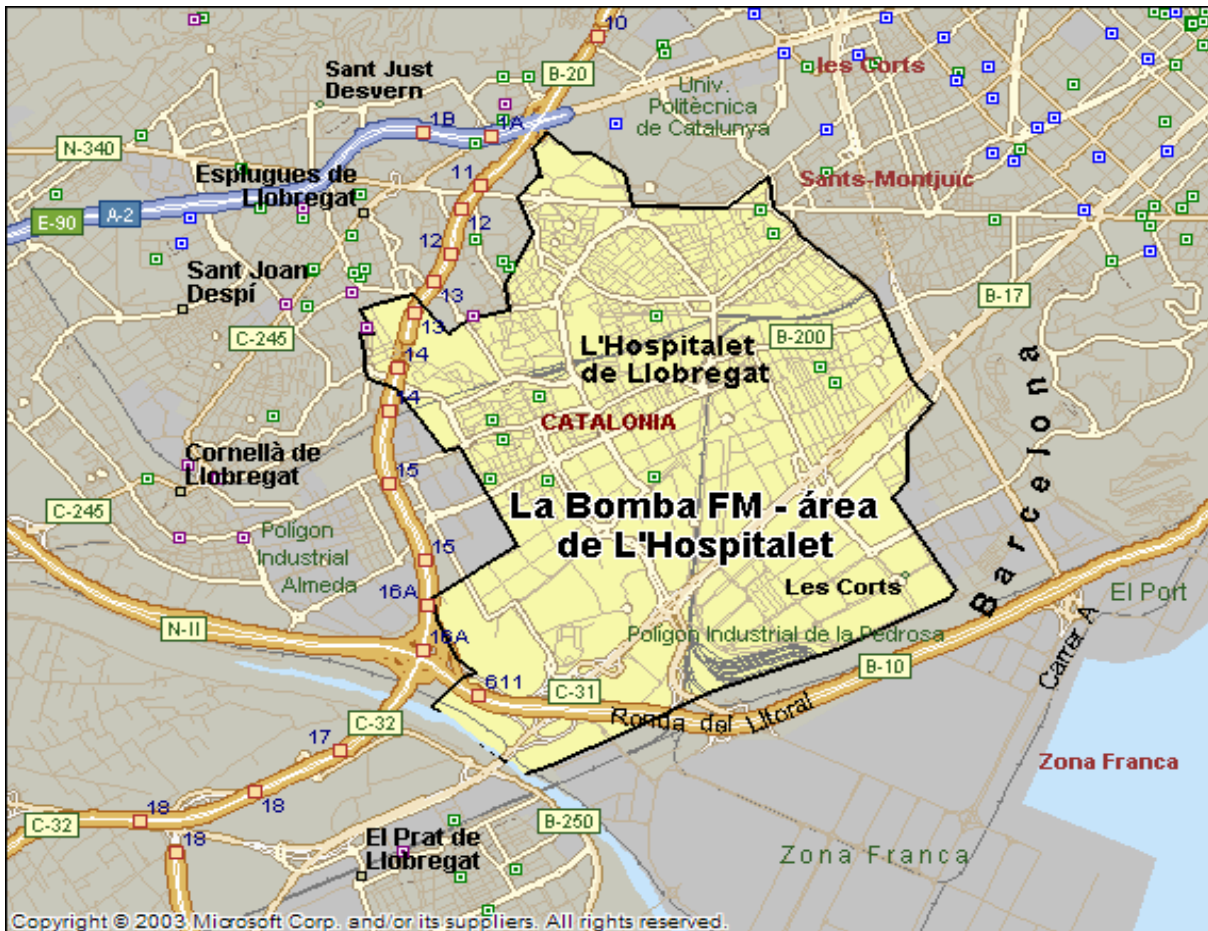 10
B-20
Sant Just
Desvern
les Corts
Univ.
Politècnica
de Catalunya
1B
1A
N-340
Esplugues de
Llobregat
11
Sants-Montjuïc
E-90
A-2
12
12
Sant Joan
Despí
13
B-17
13
C-245
L'Hospitalet
de Llobregat
B-200
14
14
CATALONIA
Barcelona
Cornellà de
Llobregat
15
C-245
La Bomba FM - área
de L'Hospitalet
Polígon
Industrial
Almeda
15
16A
Les Corts
El Port
N-II
16A
Polígon Industrial de la Pedrosa
B-10
Carrer A
611
C-31
Ronda del Litoral
C-32
17
Zona Franca
18
18
C-32
18
El Prat de
Llobregat
B-250
Zona Franca
Copyright © 2003 Microsoft Corp. and/or its suppliers. All rights reserved.